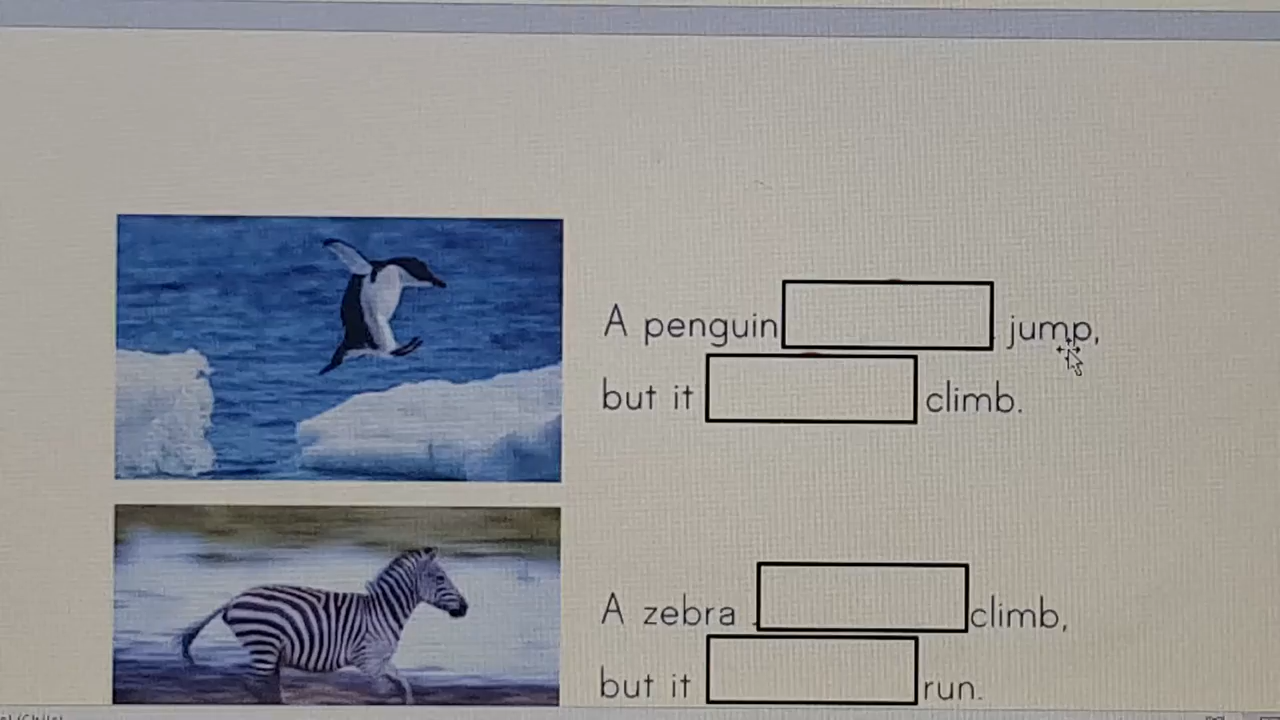 A penguin jump,
but it climb.
A zebra climb,
but it run.